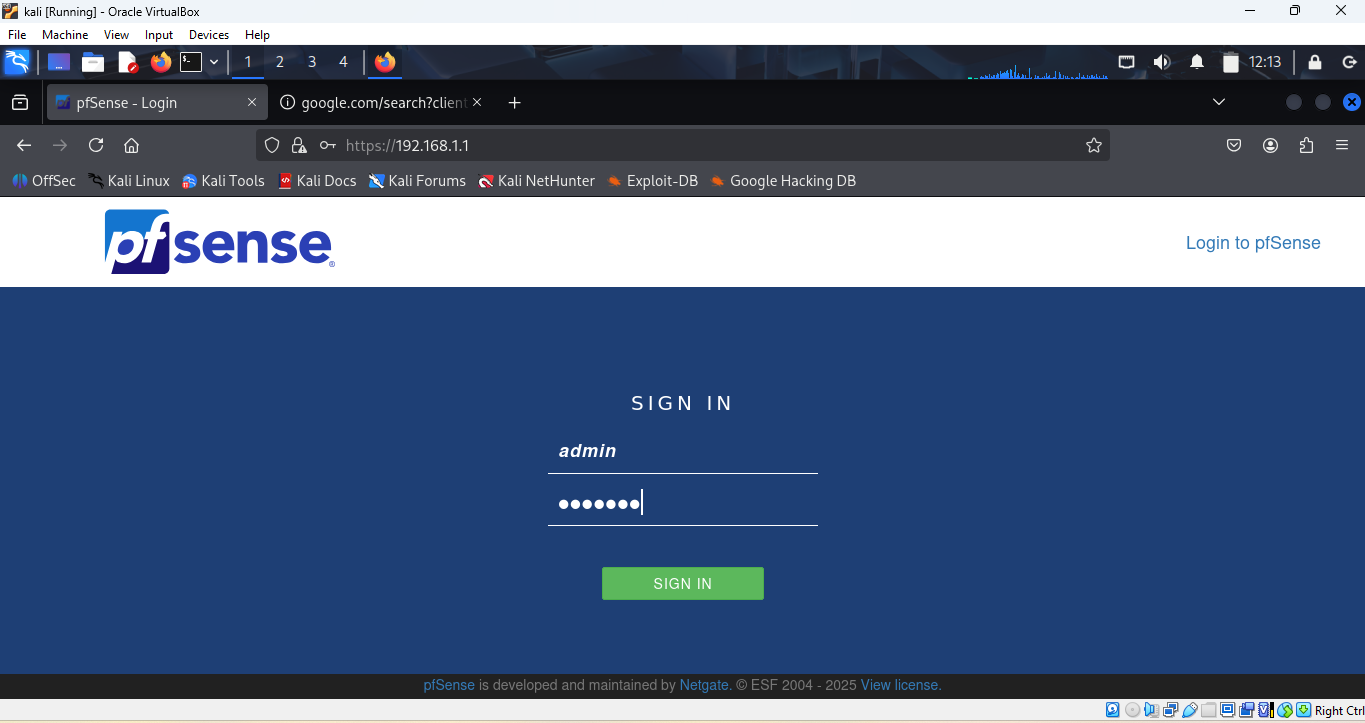 kali [Running] - Oracle VirtualBox
File Machine View Input Devices Help
1 2 3 4 12:13
pfSense - Login google.com/search?client
https://192.168.1.1
OffSec Kali Linux Kali Tools Kali Docs Kali Forums Kali NetHunter Exploit-DB Google Hacking DB
pfsense® Login to pfSense
SIGN IN
admin
•••••••
SIGN IN
pfSense is developed and maintained by Netgate. © ESF 2004 - 2025 View license.
Right Ctrl